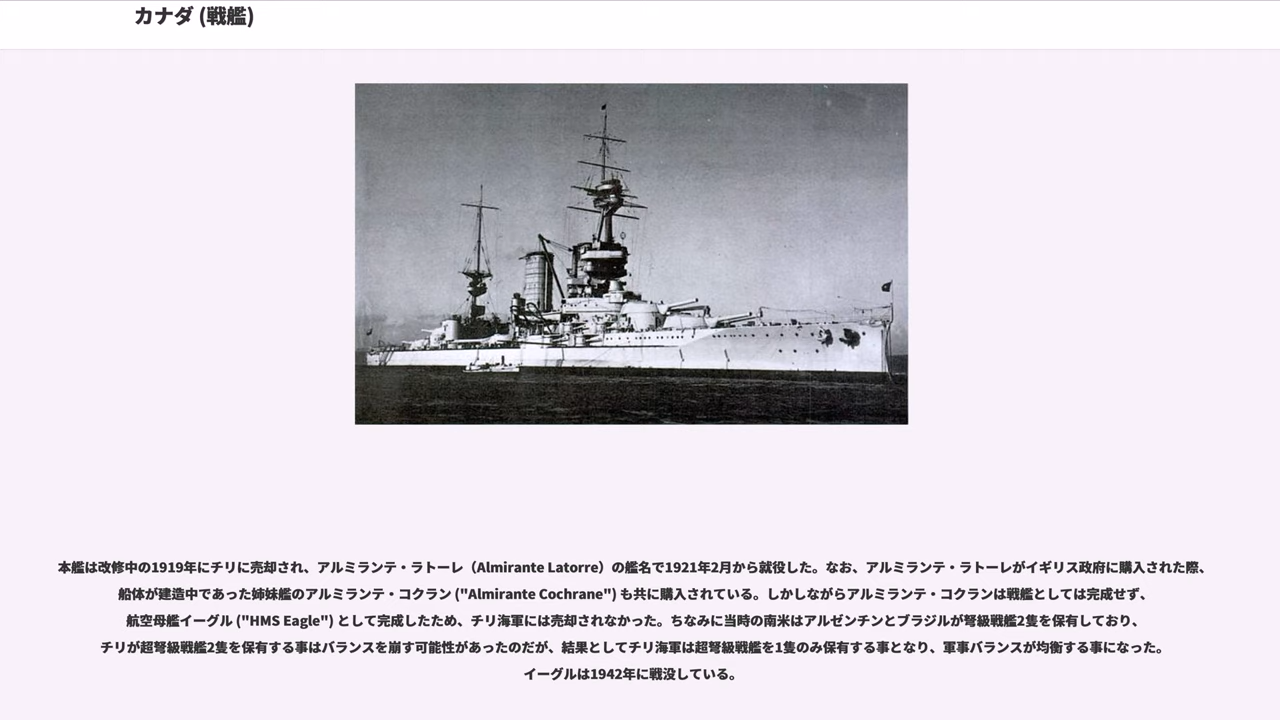 カナダ (戦艦)
本艦は改修中の1919年にチリに売却され、アルミランテ・ラトーレ（Almirante Latorre）の艦名で1921年2月から就役した。なお、アルミランテ・ラトーレがイギリス政府に購入された際、
船体が建造中であった姉妹艦のアルミランテ・コクラン ("Almirante Cochrane") も共に購入されている。しかしながらアルミランテ・コクランは戦艦としては完成せず、
航空母艦イーグル ("HMS Eagle") として完成したため、チリ海軍には売却されなかった。ちなみに当時の南米はアルゼンチンとブラジルが弩級戦艦2隻を保有しており、
チリが超弩級戦艦2隻を保有する事はバランスを崩す可能性があったのだが、結果としてチリ海軍は超弩級戦艦を1隻のみ保有する事となり、軍事バランスが均衡する事になった。
イーグルは1942年に戦没している。